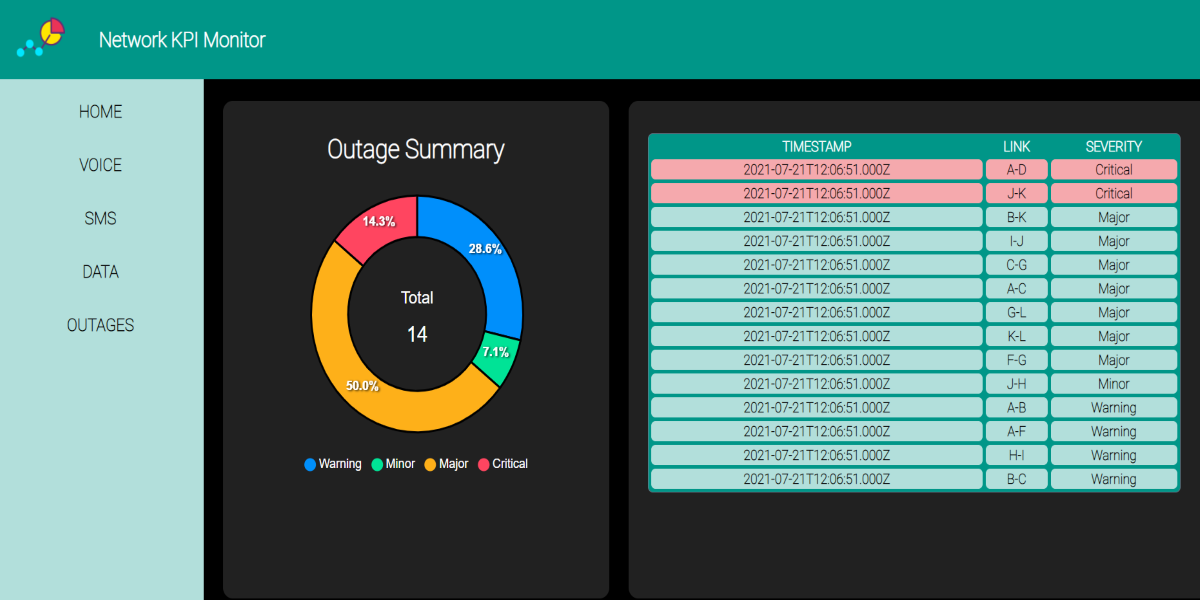 Network KPI Monitor
HOME
VOICE
SMS
DATA
OUTAGES
Outage Summary
14.3%
28.6%
Total
14
7.1%
50.0%
Warning Minor Major Critical
TIMESTAMP LINK SEVERITY
2021-07-21T12:06:51.000Z A-D Critical
2021-07-21T12:06:51.000Z J-K Critical
2021-07-21T12:06:51.000Z B-K Major
2021-07-21T12:06:51.000Z I-J Major
2021-07-21T12:06:51.000Z C-G Major
2021-07-21T12:06:51.000Z A-C Major
2021-07-21T12:06:51.000Z G-L Major
2021-07-21T12:06:51.000Z K-L Major
2021-07-21T12:06:51.000Z F-G Major
2021-07-21T12:06:51.000Z J-H Minor
2021-07-21T12:06:51.000Z A-B Warning
2021-07-21T12:06:51.000Z A-F Warning
2021-07-21T12:06:51.000Z H-I Warning
2021-07-21T12:06:51.000Z B-C Warning